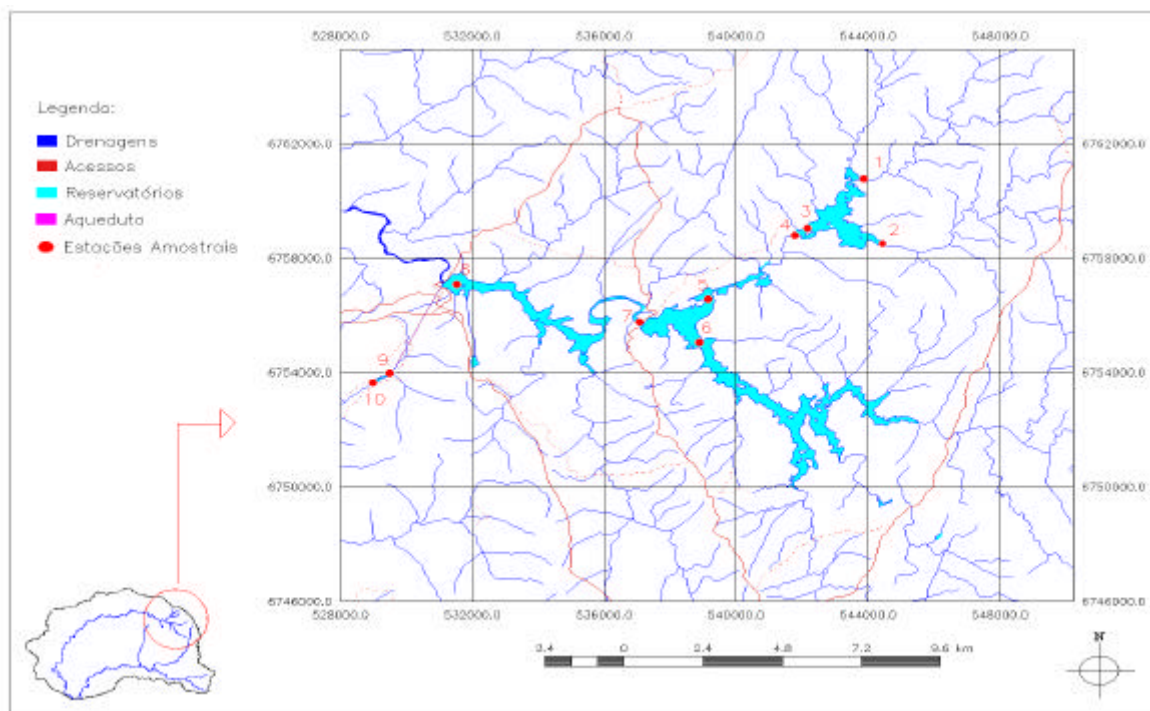 528000.0 532000.0 536000.0 540000.0 544000.0 548000.0
Legenda:
Drenagens
Acessos
Reservatórios
Aqueduto
Estações Amostrais
6762000.0 6762000.0
1
3
4
2
6758000.0 6758000.0
8
5
7
6
9
6754000.0 6754000.0
10
6750000.0 6750000.0
6746000.0 6746000.0
528000.0 532000.0 536000.0 540000.0 544000.0 548000.0
N
2.4 0 2.4 4.8 7.2 9.6 km